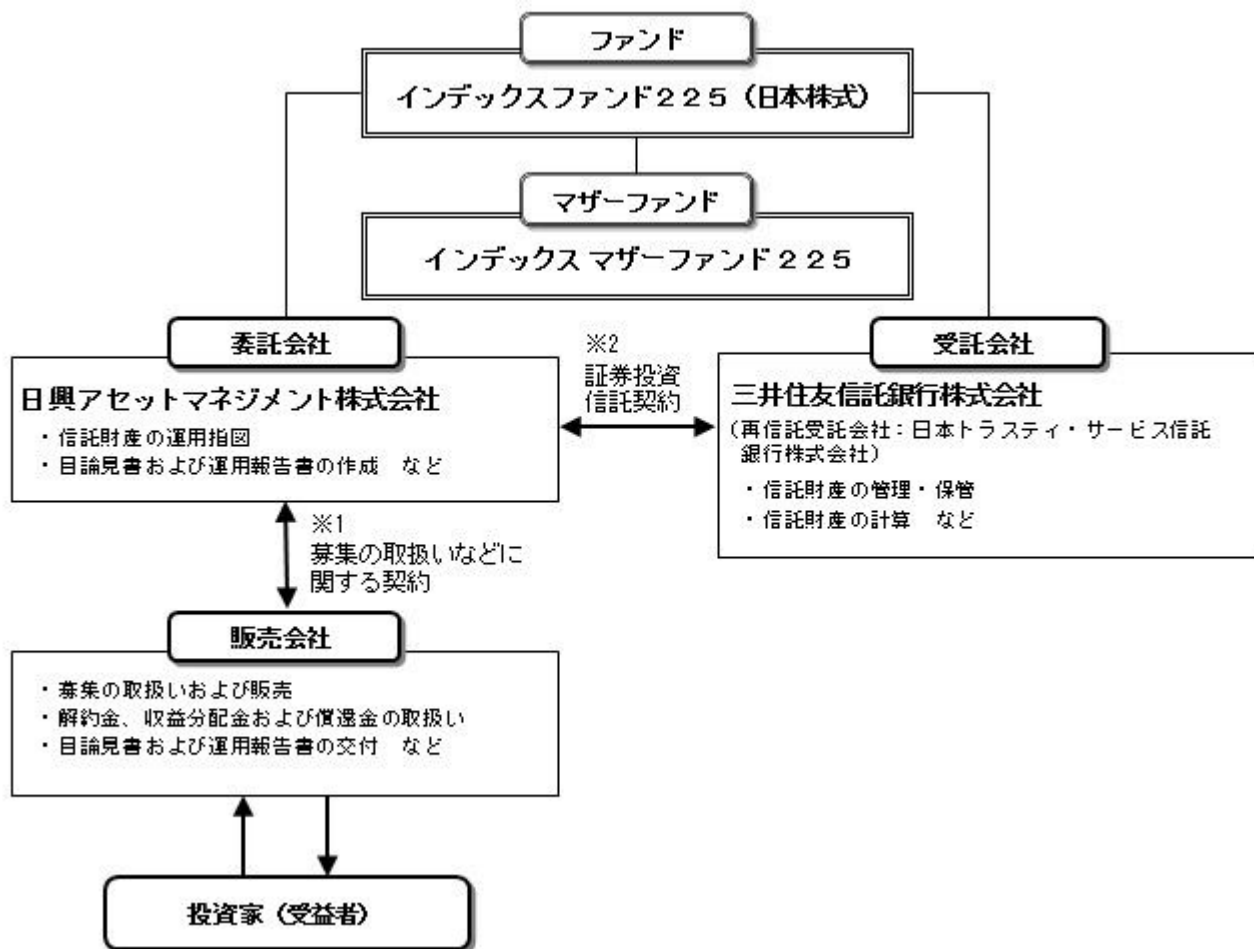 ファンド
インデックスファンド２２５（日本株式）
マザーファンド
インデックス マザーファンド２２５
委託会社
日興アセットマネジメント株式会社
・信託財産の運用指図
・目論見書および運用報告書の作成　など
※2
証券投資
信託契約
受託会社
三井住友信託銀行株式会社
（再信託受託会社：日本トラスティ・サービス信託
銀行株式会社）
・信託財産の管理・保管
・信託財産の計算　など
※1
募集の取扱いなどに
関する契約
販売会社
・募集の取扱いおよび販売
・解約金、収益分配金および償還金の取扱い
・目論見書および運用報告書の交付　など
投資家（受益者）